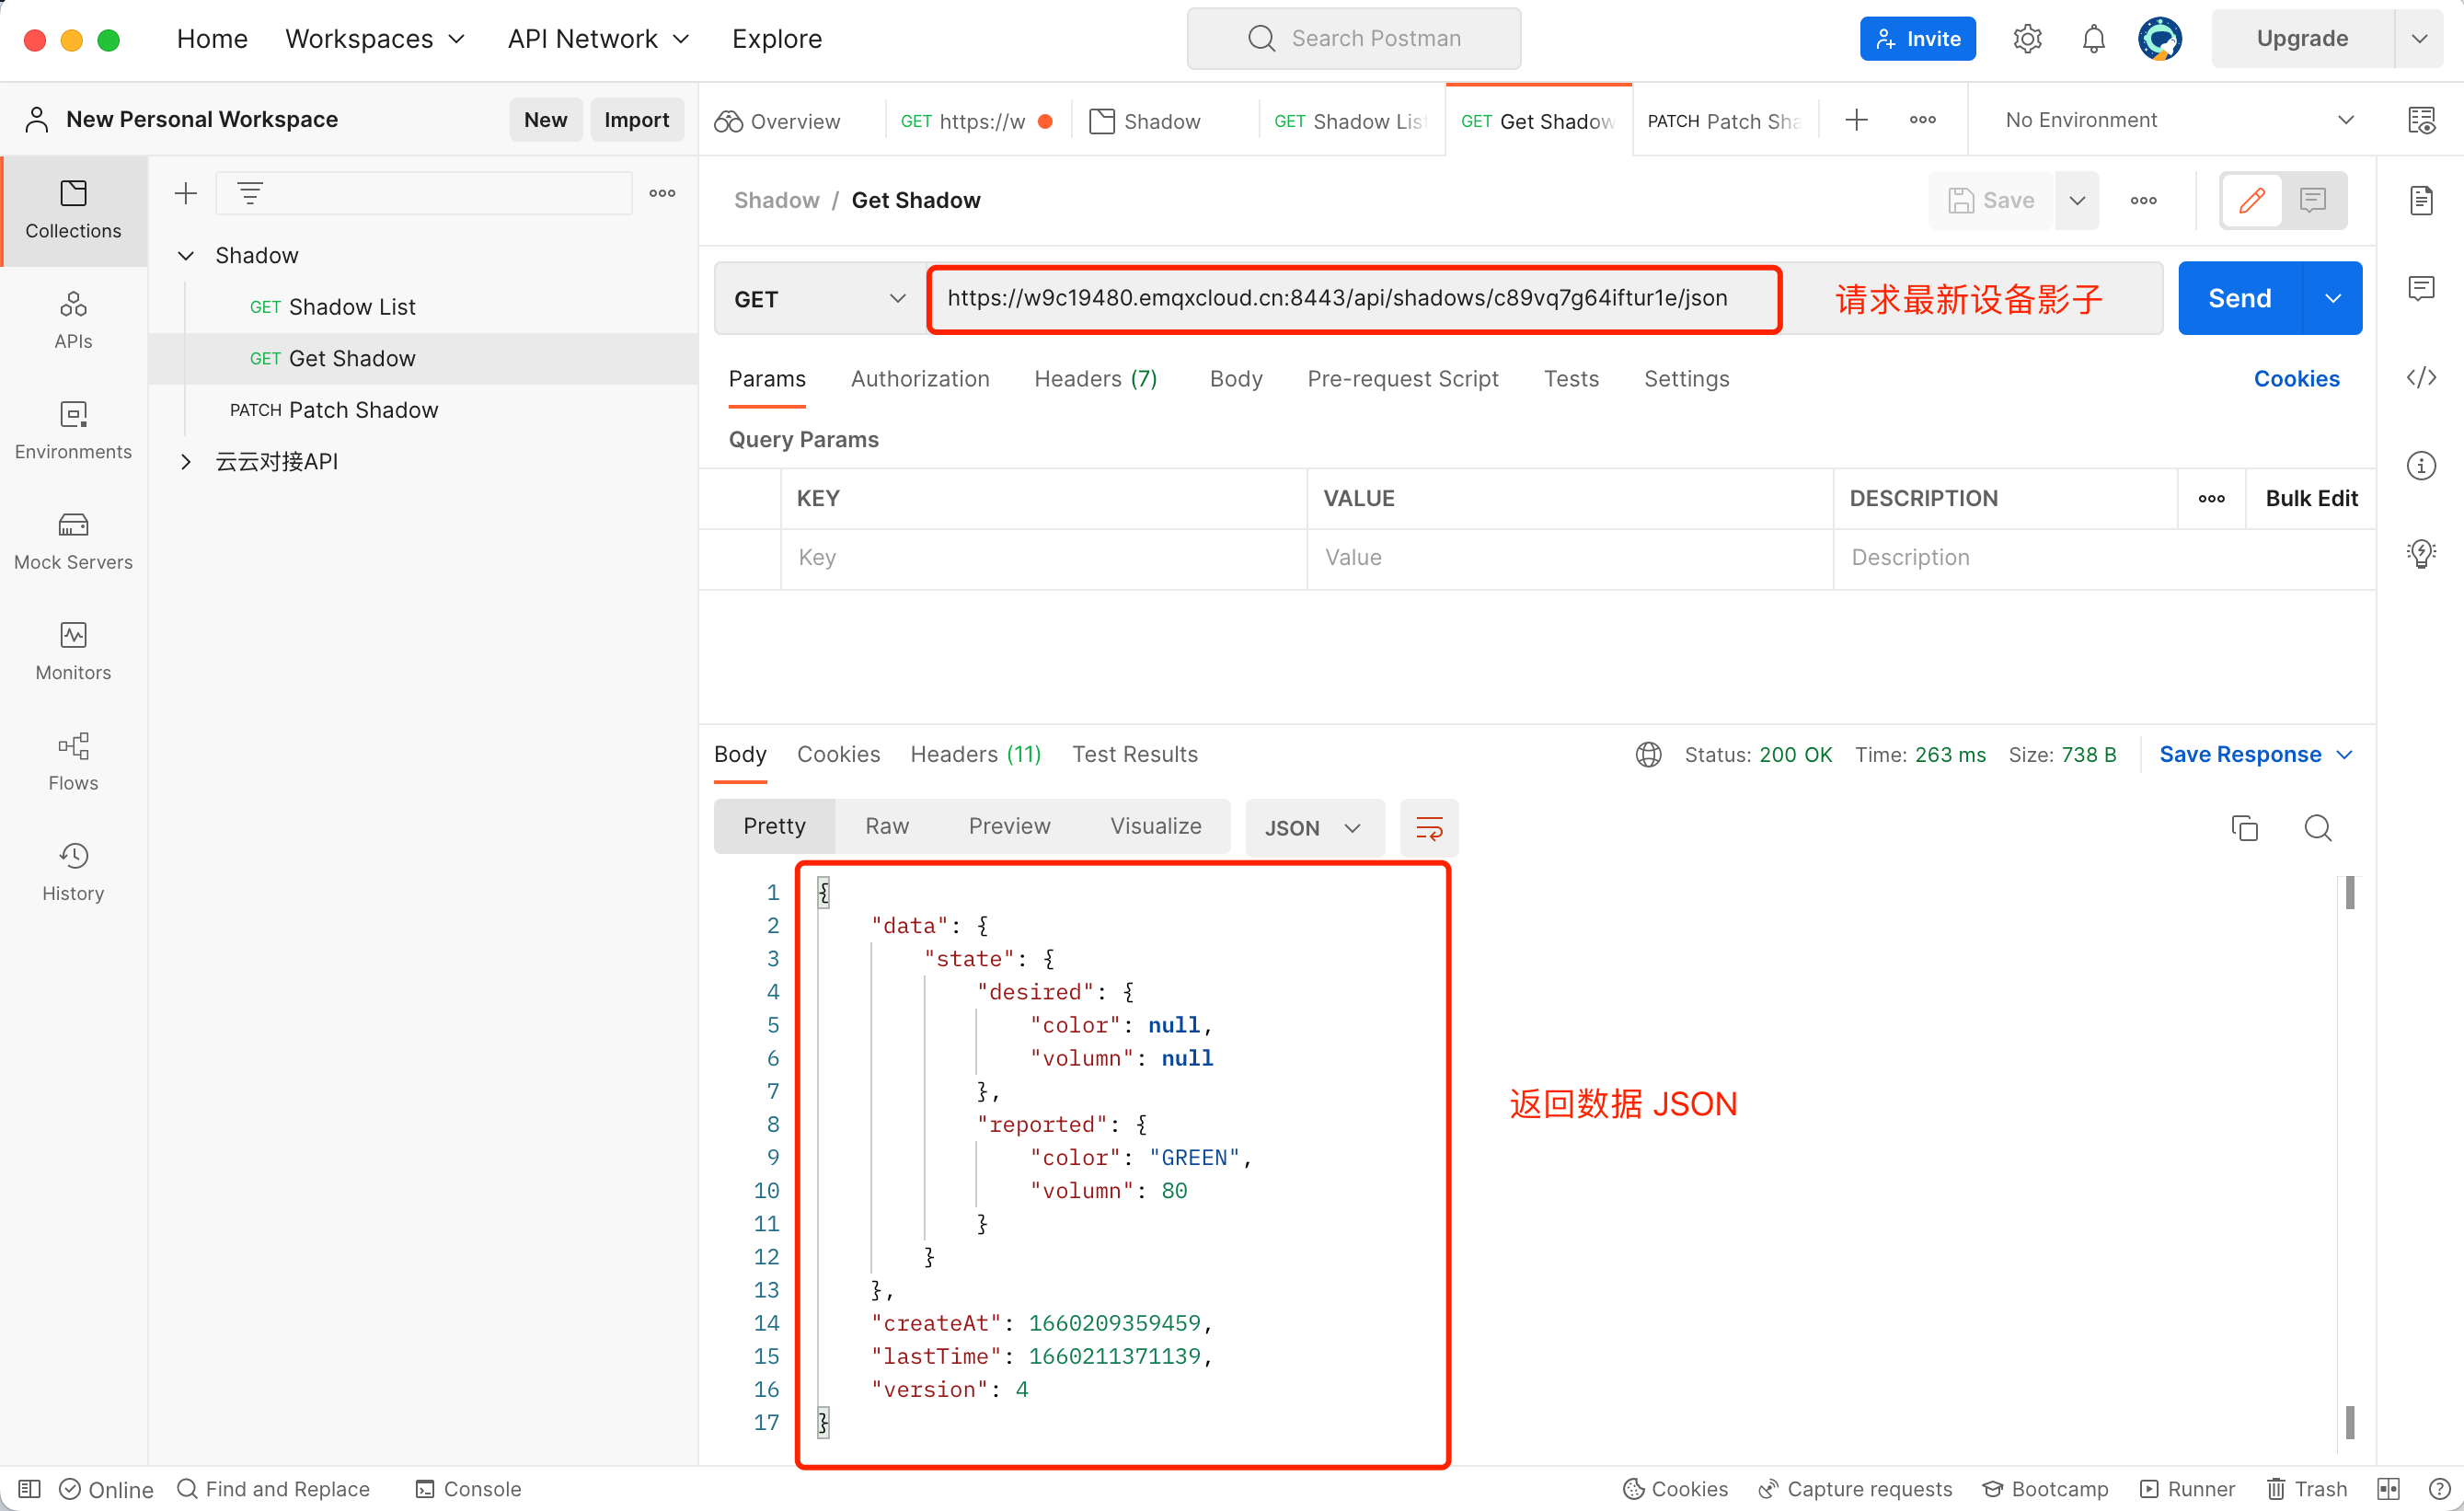 Home Workspaces API Network Explore Search Postman Invite Upgrade
New Personal Workspace New Import
Overview GET https://w Shadow GET Shadow Lis GET Get Shadow PATCH Patch Sha No Environment
Collections
APIs
Environments
Mock Servers
Monitors
Flows
History
Shadow
GET Shadow List
GET Get Shadow
PATCH Patch Shadow
云云对接API
Shadow / Get Shadow Save
GET https://w9c19480.emqxcloud.cn:8443/api/shadows/c89vq7g64iftur1e/json 请求最新设备影子 Send
Params Authorization Headers (7) Body Pre-request Script Tests Settings Cookies
Query Params
KEY VALUE DESCRIPTION Bulk Edit
Key Value Description
Body Cookies Headers (11) Test Results Status: 200 OK Time: 263 ms Size: 738 B Save Response
Pretty Raw Preview Visualize JSON
1 {
2 "data": {
3 "state": {
4 "desired": {
5 "color": null,
6 "volumn": null
7 },
8 "reported": {
9 "color": "GREEN",
10 "volumn": 80
11 }
12 }
13 },
14 "createAt": 1660209359459,
15 "lastTime": 1660211371139,
16 "version": 4
17 }
返回数据 JSON
Online Find and Replace Console Cookies Capture requests Bootcamp Runner Trash